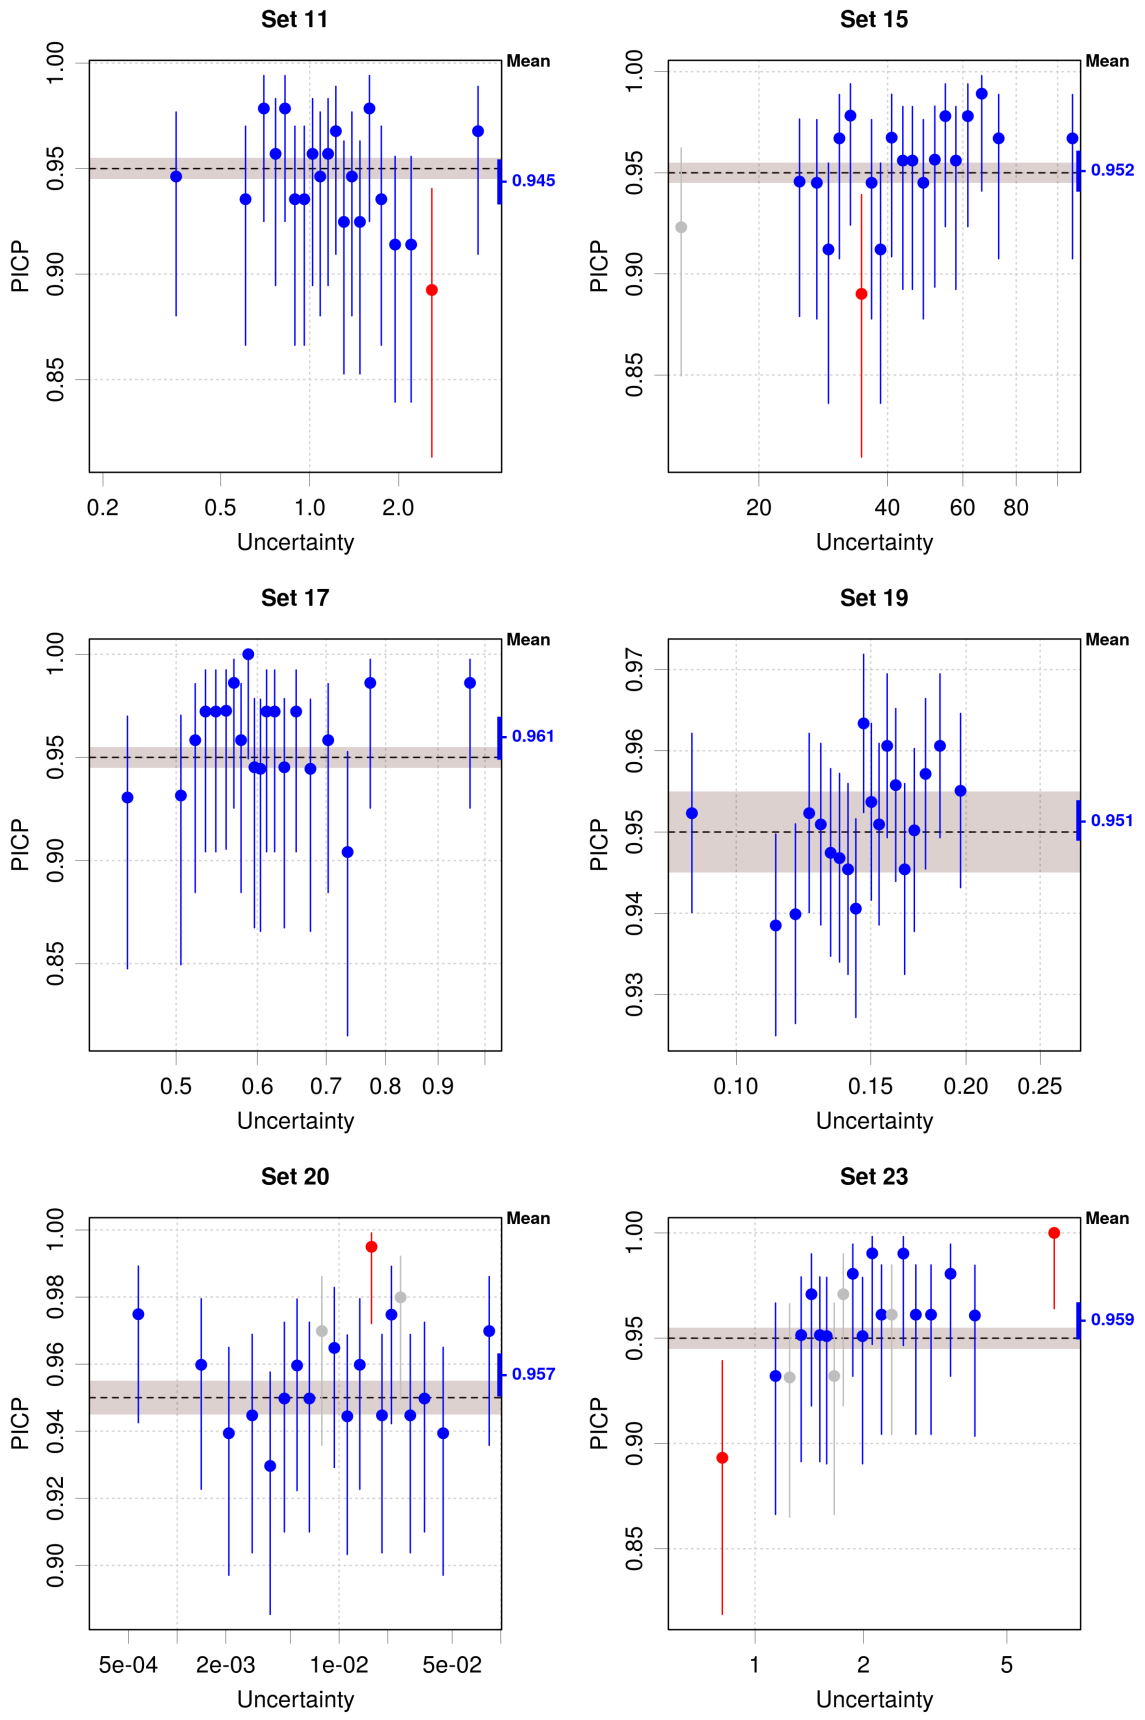 Set 11
Mean
1.00
0.95
0.90
0.85
PICP
0.945
0.2 0.5 1.0 2.0
Uncertainty
Set 15
Mean
1.00
0.95
0.90
0.85
PICP
0.952
20 40 60 80
Uncertainty
Set 17
Mean
1.00
0.95
0.90
0.85
PICP
0.961
0.5 0.6 0.7 0.8 0.9
Uncertainty
Set 19
Mean
0.97
0.96
0.95
0.94
0.93
PICP
0.951
0.10 0.15 0.20 0.25
Uncertainty
Set 20
Mean
1.00
0.98
0.96
0.94
0.92
0.90
PICP
0.957
5e-04 2e-03 1e-02 5e-02
Uncertainty
Set 23
Mean
1.00
0.95
0.90
0.85
PICP
0.959
1 2 5
Uncertainty